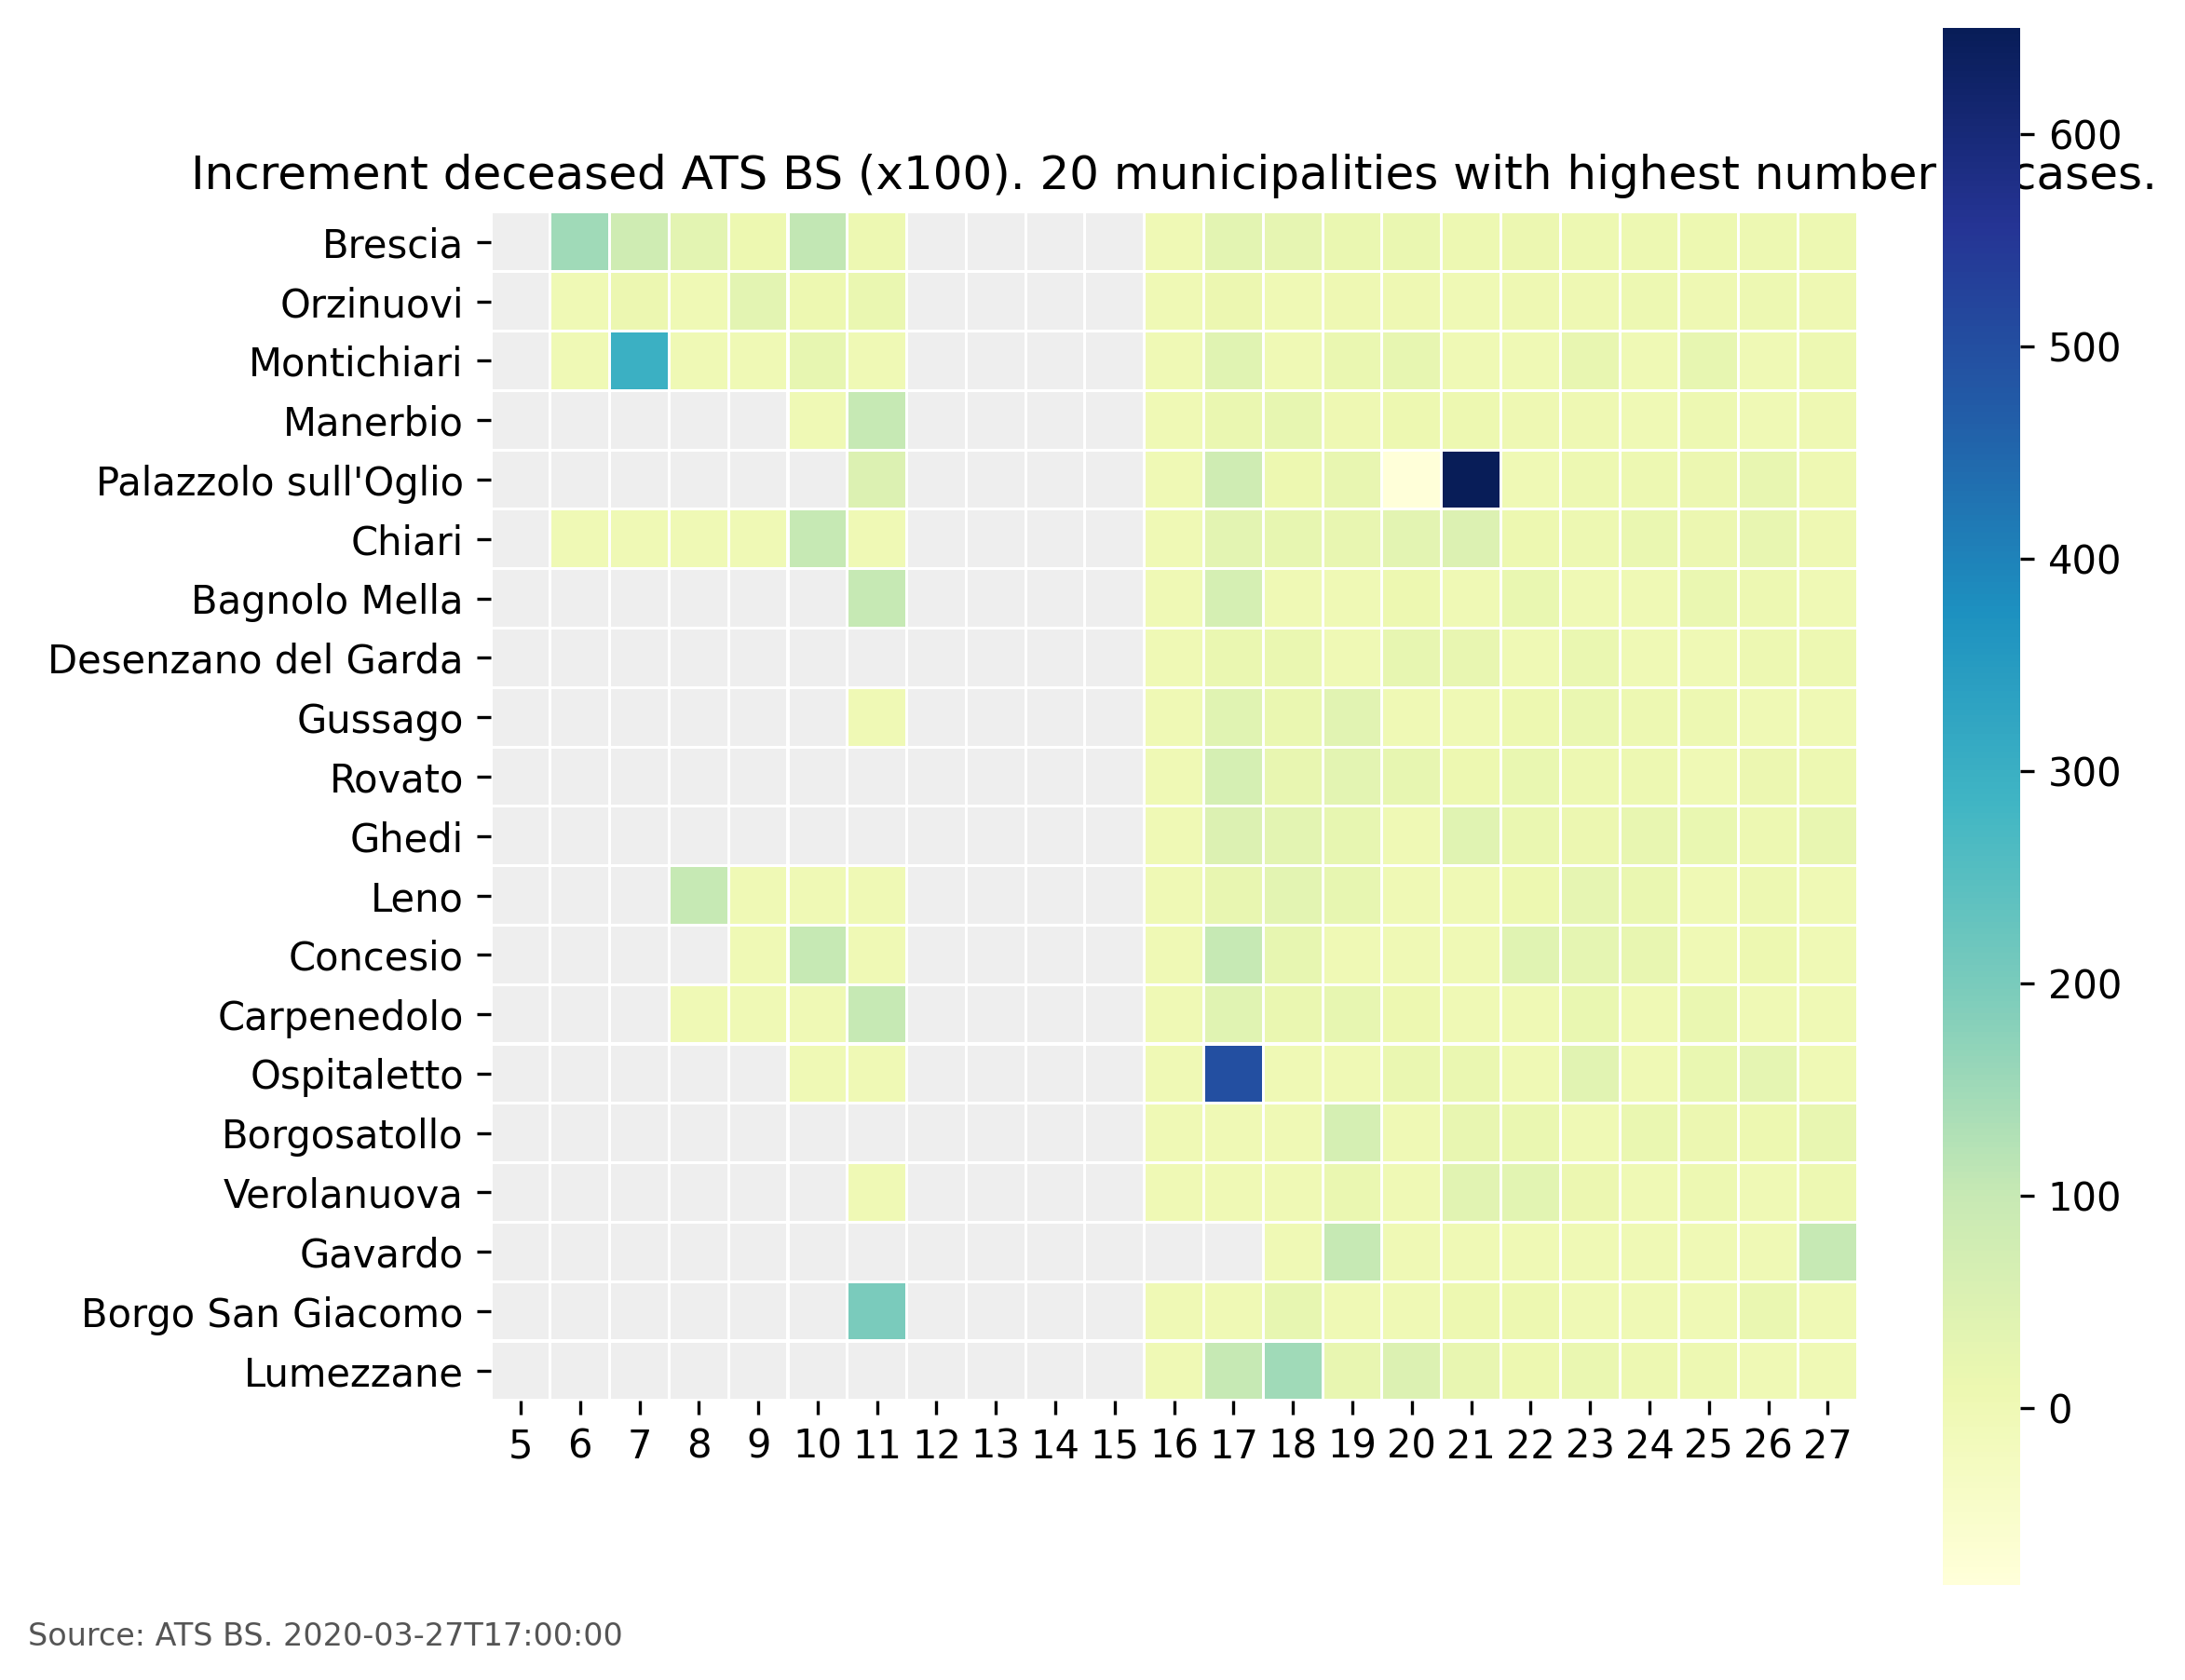 Increment deceased ATS BS (x100). 20 municipalities with highest number cases.
Brescia
Orzinuovi
Montichiari
Manerbio
Palazzolo sull'Oglio
Chiari
Bagnolo Mella
Desenzano del Garda
Gussago
Rovato
Ghedi
Leno
Concesio
Carpenedolo
Ospitaletto
Borgosatollo
Verolanuova
Gavardo
Borgo San Giacomo
Lumezzane
5 6 7 8 9 10 11 12 13 14 15 16 17 18 19 20 21 22 23 24 25 26 27
600
500
400
300
200
100
0
Source: ATS BS. 2020-03-27T17:00:00